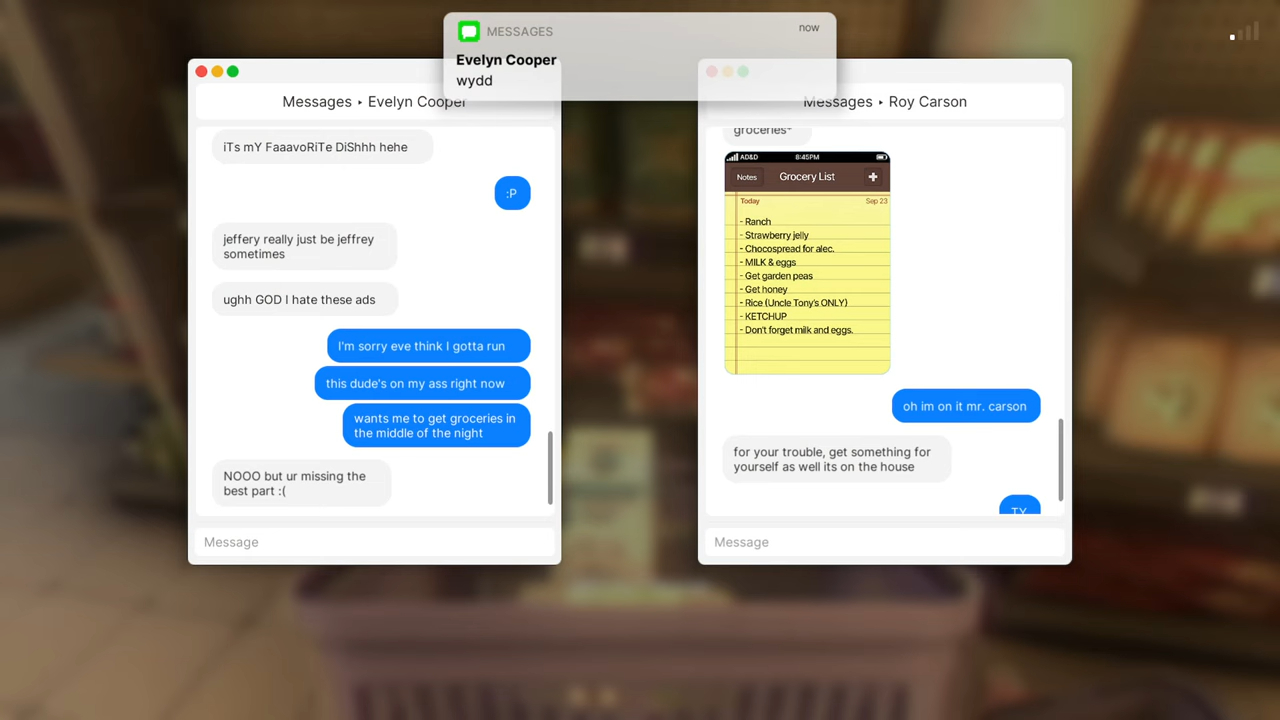 MESSAGES
now
Evelyn Cooper
wydd
Messages ▸ Evelyn Cooper
iTs mY FaaavoRiTe DiShhh hehe
:P
jeffery really just be jeffrey
sometimes
ughh GOD I hate these ads
I'm sorry eve think I gotta run
this dude's on my ass right now
wants me to get groceries in
the middle of the night
NOOO but ur missing the
best part :(
Message
Messages ▸ Roy Carson
groceries*
AD&D 8:45PM
Notes Grocery List +
Today Sep 23
- Ranch
- Strawberry jelly
- Chocospread for alec.
- MILK & eggs
- Get garden peas
- Get honey
- Rice (Uncle Tony's ONLY)
- KETCHUP
- Don't forget milk and eggs.
oh im on it mr. carson
for your trouble, get something for
yourself as well its on the house
TY
Message